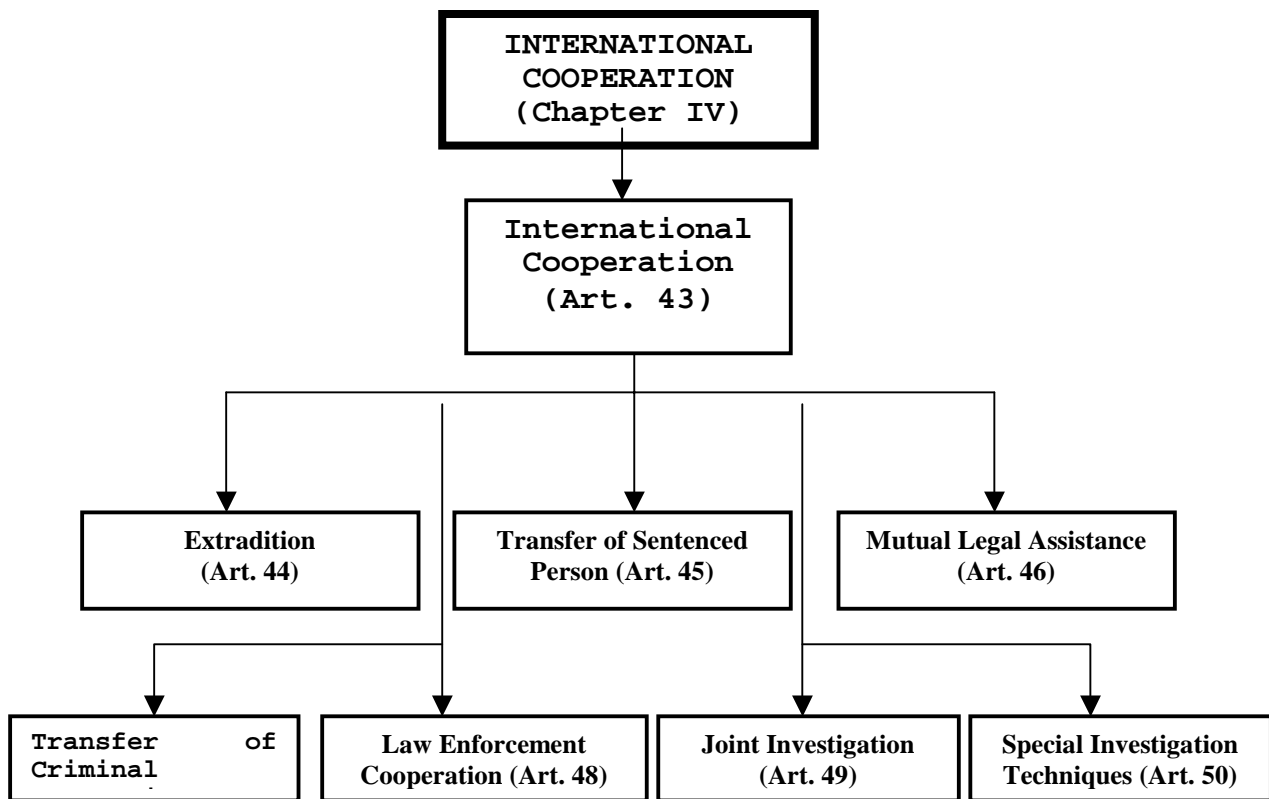 INTERNATIONAL
COOPERATION
(Chapter IV)
International
Cooperation
(Art. 43)
Extradition
(Art. 44)
Transfer of Sentenced
Person (Art. 45)
Mutual Legal Assistance
(Art. 46)
Transfer of
Criminal
Law Enforcement
Cooperation (Art. 48)
Joint Investigation
(Art. 49)
Special Investigation
Techniques (Art. 50)